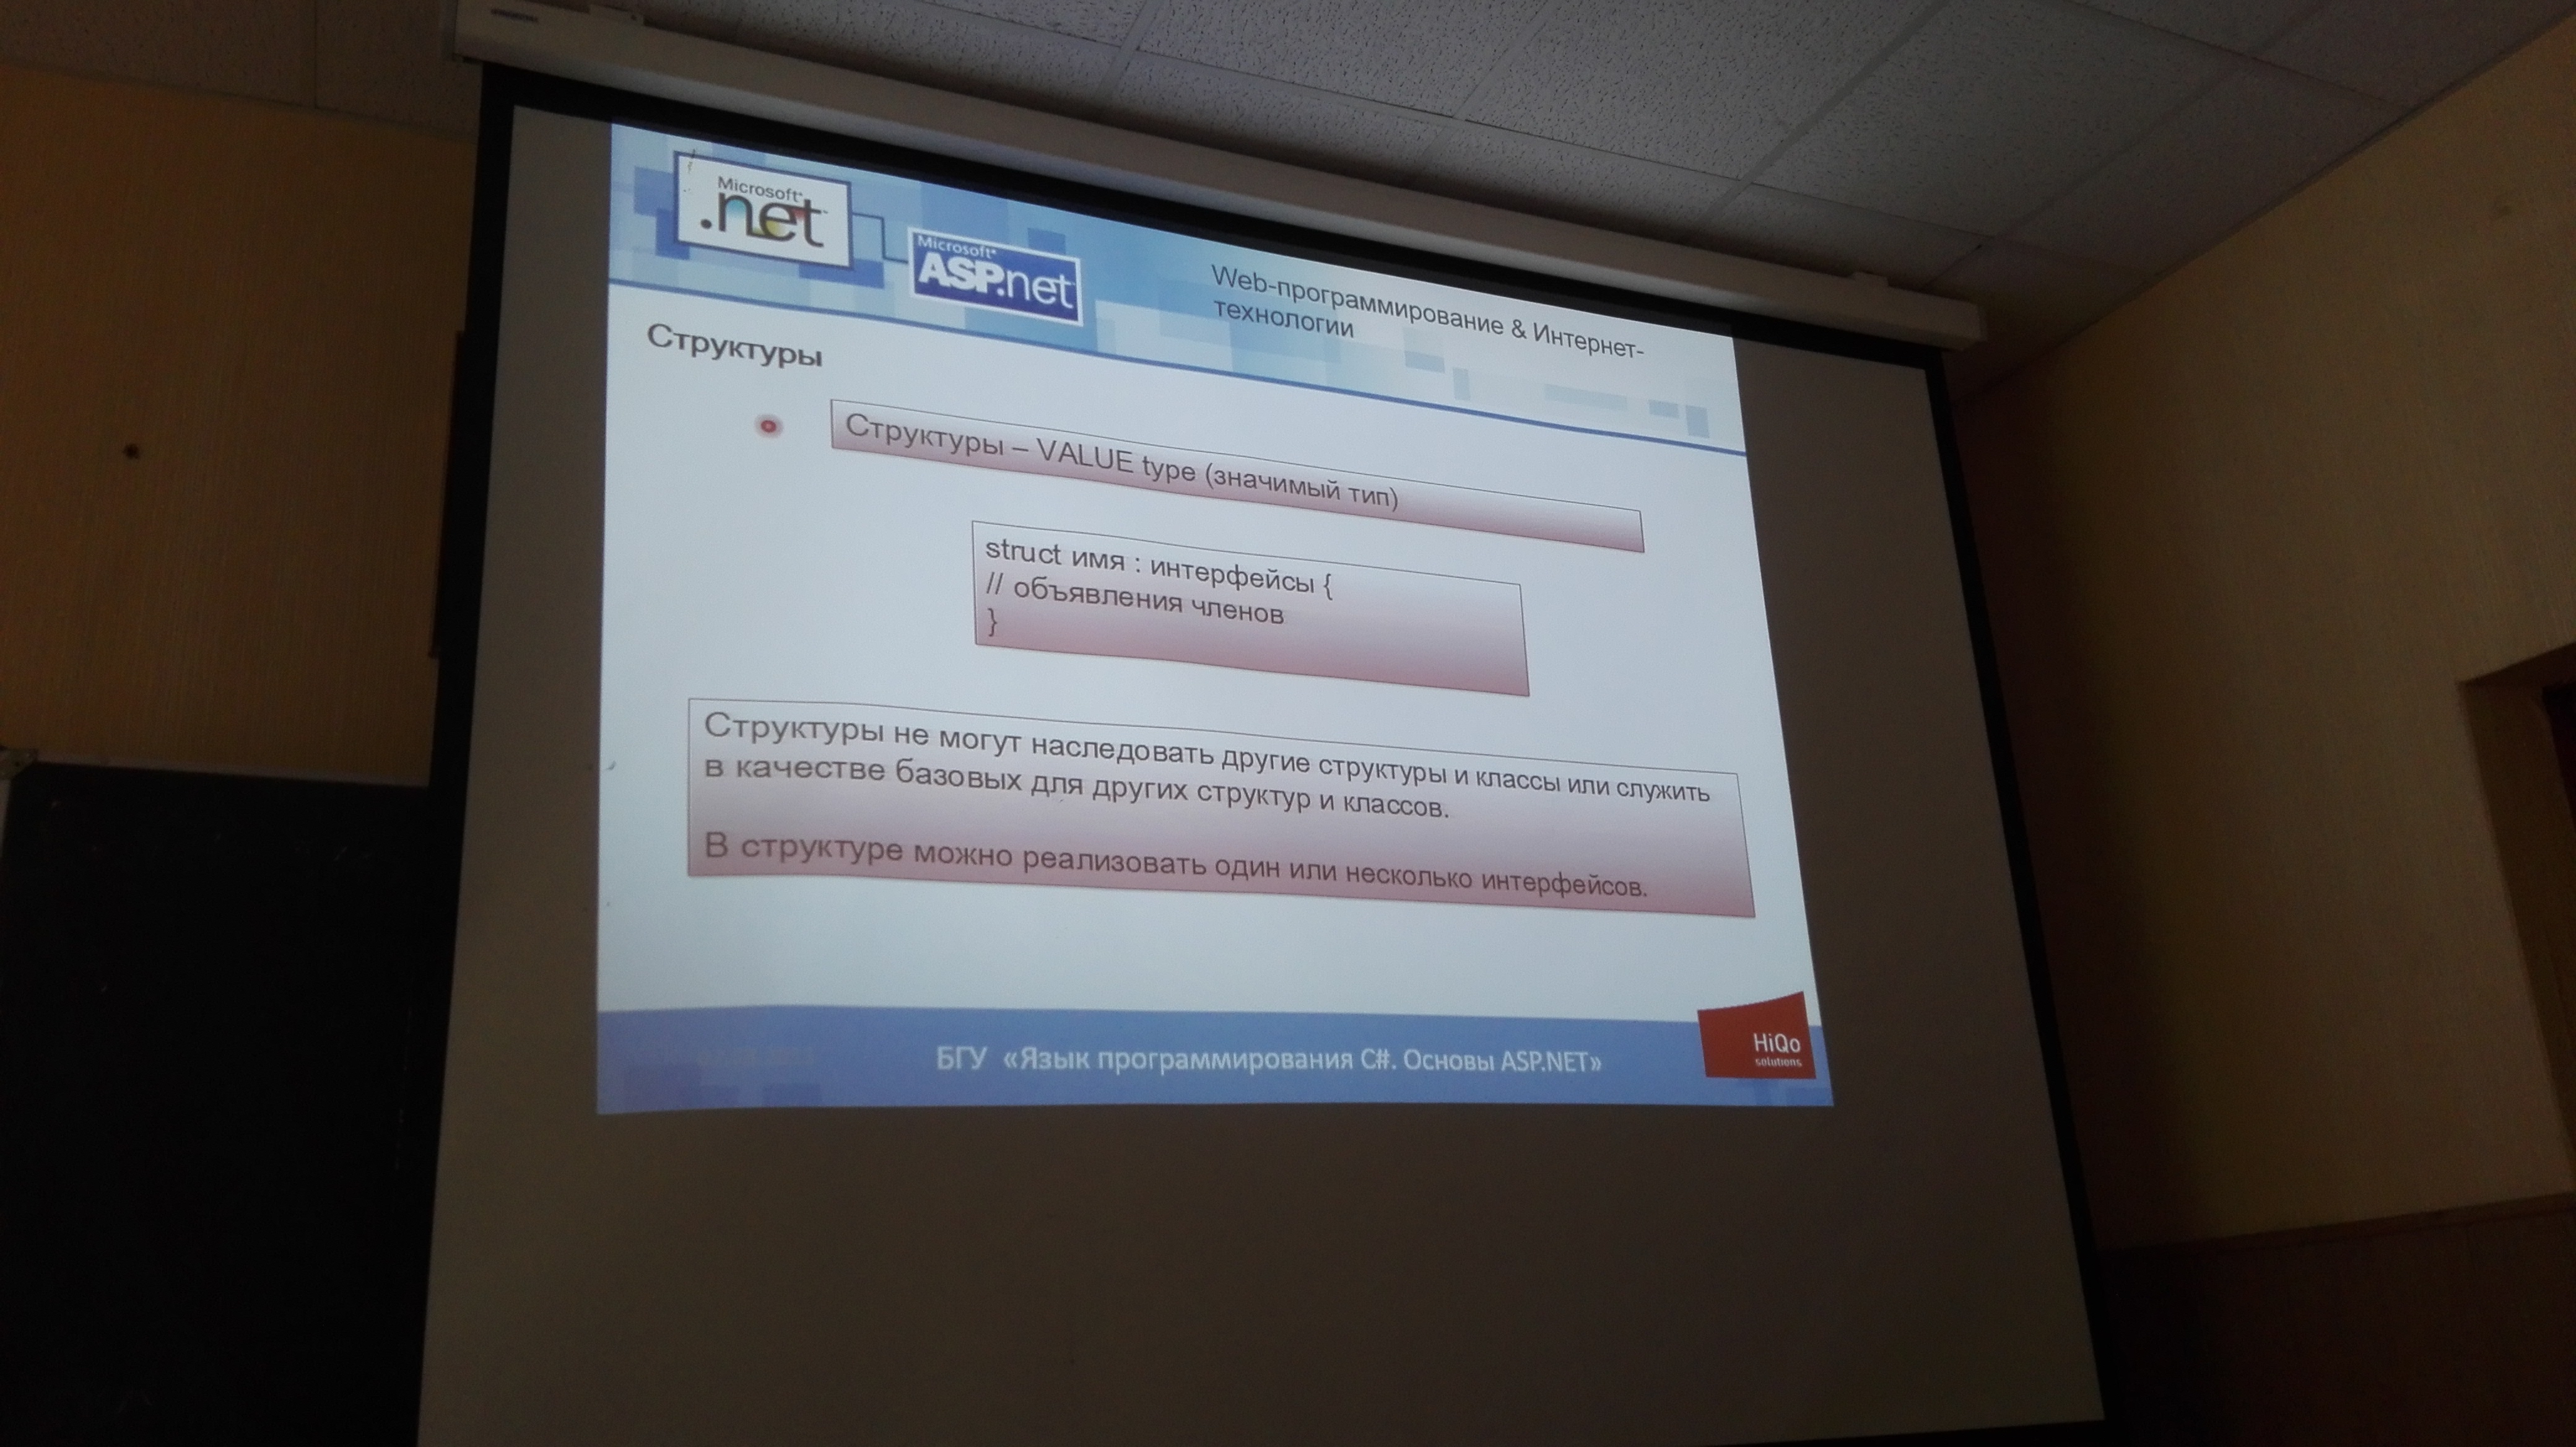 Microsoft
.net
Microsoft
ASP.net
Web-программирование & Интернет-
технологии
Структуры
Структуры – VALUE type (значимый тип)
struct имя : интерфейсы {
// объявления членов
}
Структуры не могут наследовать другие структуры и классы или служить
в качестве базовых для других структур и классов.
В структуре можно реализовать один или несколько интерфейсов.
БГУ «Язык программирования C#. Основы ASP.NET»
HiQo
solutions